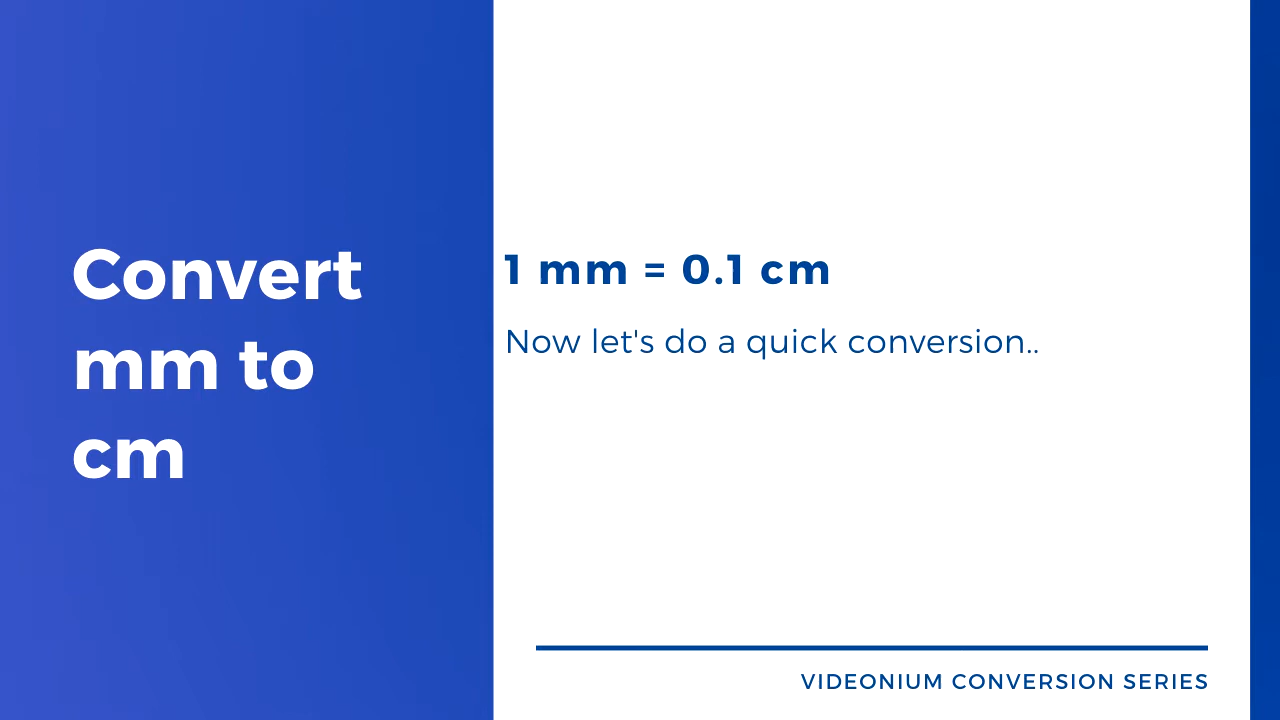 Convert
mm to
cm
1 mm = 0.1 cm
Now let's do a quick conversion..
VIDEONIUM CONVERSION SERIES